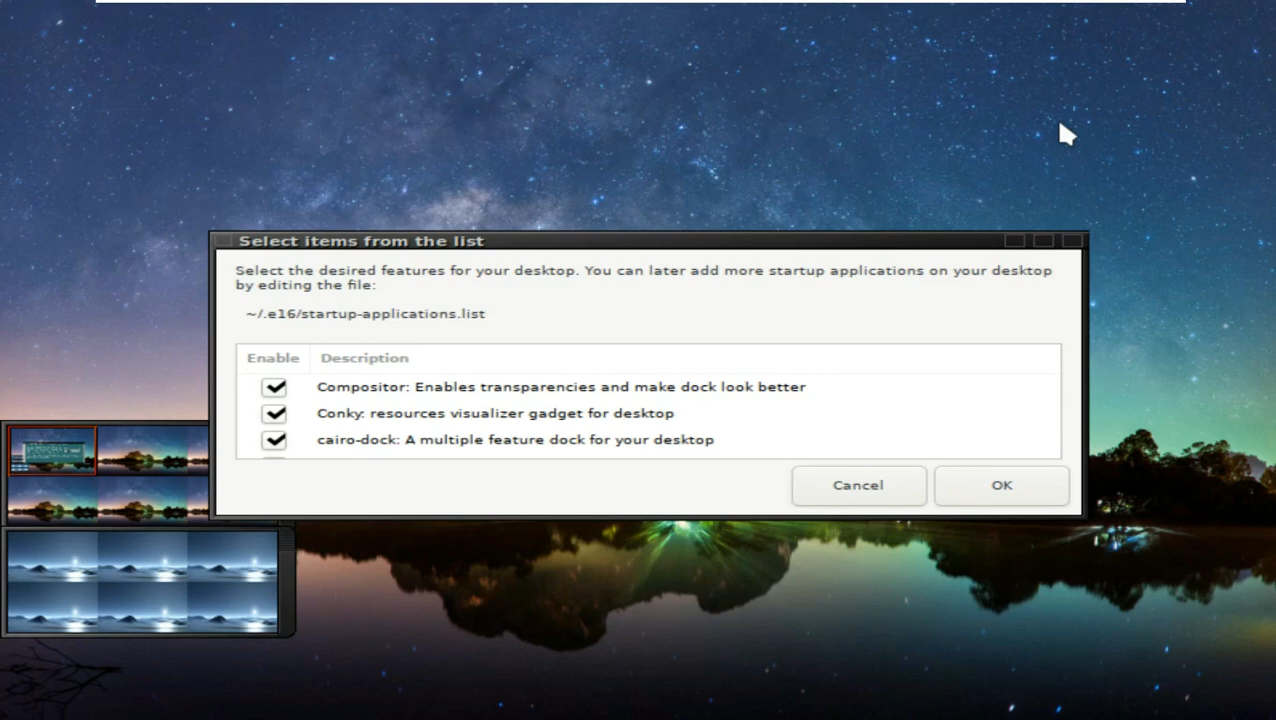 Select items from the list
Select the desired features for your desktop. You can later add more startup applications on your desktop
by editing the file:
~/.e16/startup-applications.list
Enable Description
Compositor: Enables transparencies and make dock look better
Conky: resources visualizer gadget for desktop
cairo-dock: A multiple feature dock for your desktop
Cancel OK